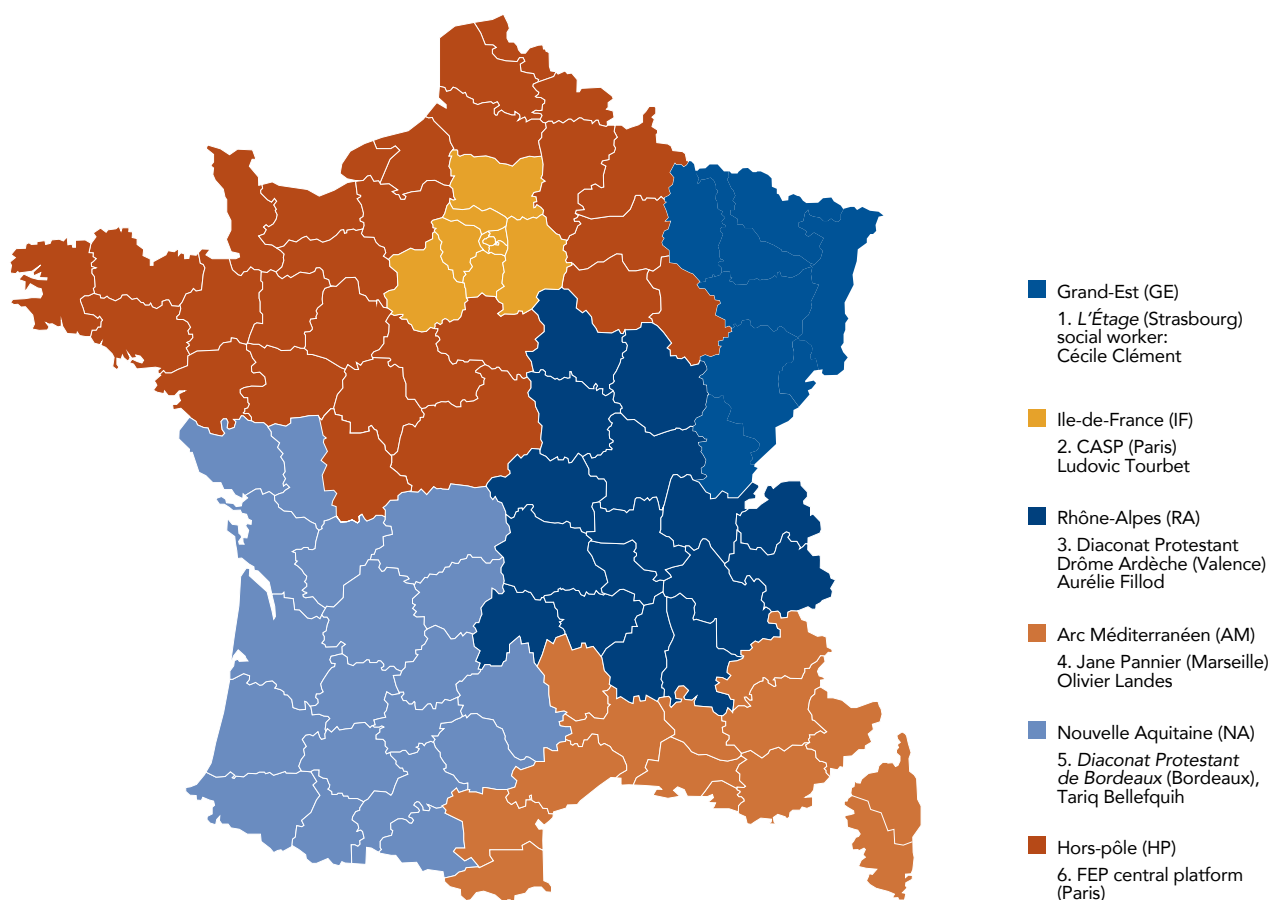 Grand-Est (GE)
1. L’Étage (Strasbourg)
social worker:
Cécile Clément
Ile-de-France (IF)
2. CASP (Paris)
Ludovic Tourbet
Rhône-Alpes (RA)
3. Diaconat Protestant
Drôme Ardèche (Valence)
Aurélie Fillod
Arc Méditerranéen (AM)
4. Jane Pannier (Marseille)
Olivier Landes
Nouvelle Aquitaine (NA)
5. Diaconat Protestant
de Bordeaux (Bordeaux),
Tariq Bellefquih
Hors-pôle (HP)
6. FEP central platform
(Paris)